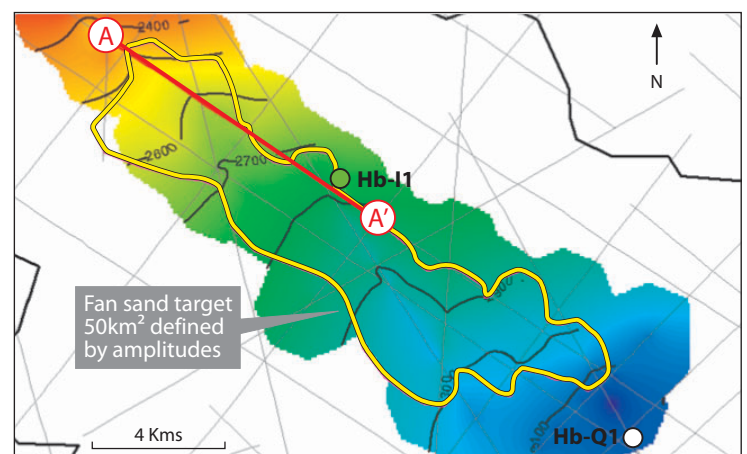 A
2400
N
2600
2700
Hb-I1
A'
Fan sand target
50km² defined
by amplitudes
4 Kms
Hb-Q1